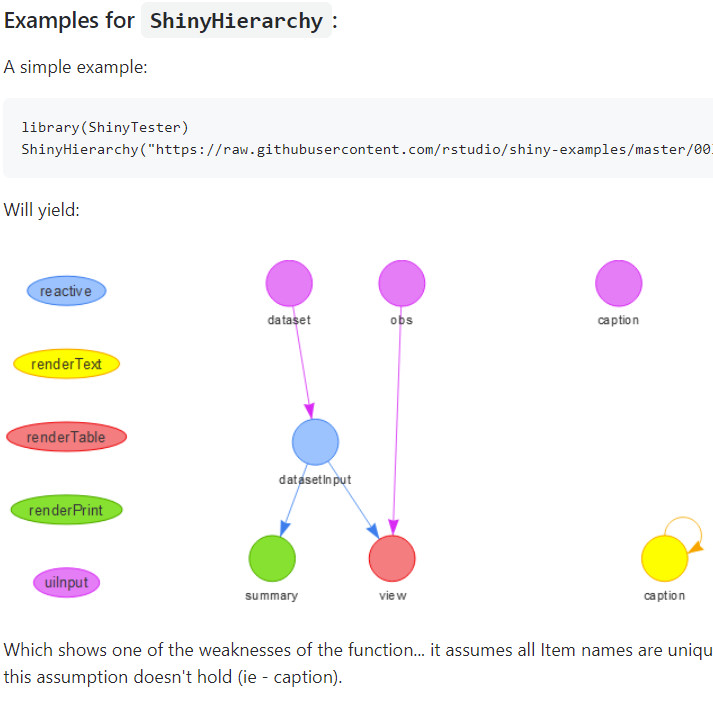 Examples for ShinyHierarchy :
A simple example:
library(ShinyTester)
ShinyHierarchy("https://raw.githubusercontent.com/rstudio/shiny-examples/master/00
Will yield:
reactive
renderText
renderTable
renderPrint
uiInput
dataset
obs
caption
datasetInput
summary
view
caption
Which shows one of the weaknesses of the function... it assumes all Item names are uniqu
this assumption doesn't hold (ie - caption).